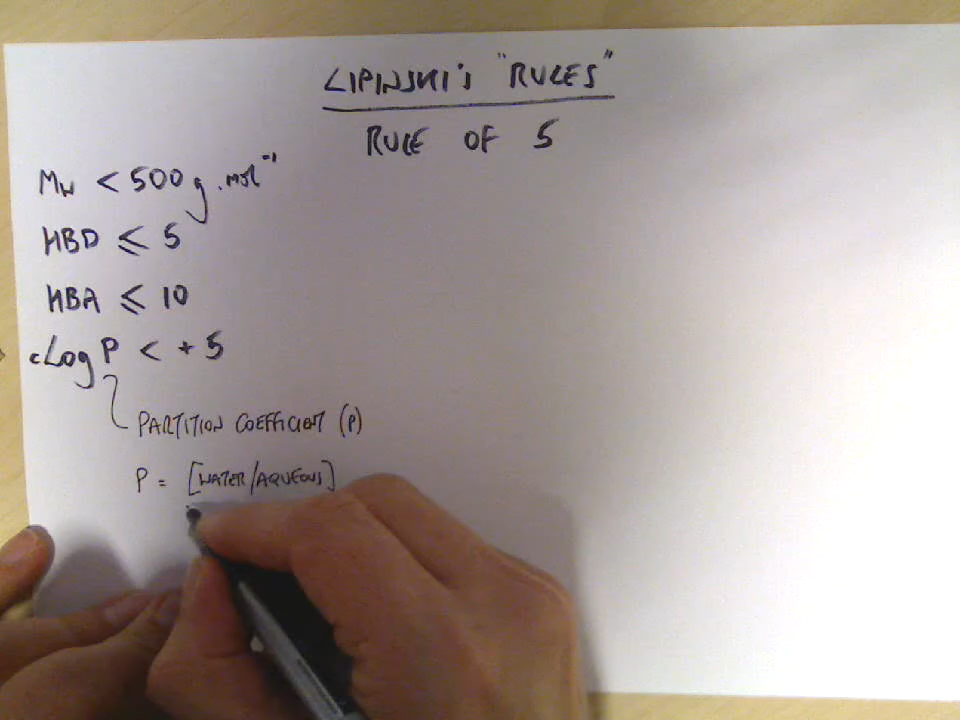 LIPINSKI'S "RULES"
RULE OF 5
MW < 500 g.mol⁻¹
HBD ⩽ 5
HBA ⩽ 10
cLog P < + 5
PARTITION COEFFICIENT (P)
P = [WATER/AQUEOUS]